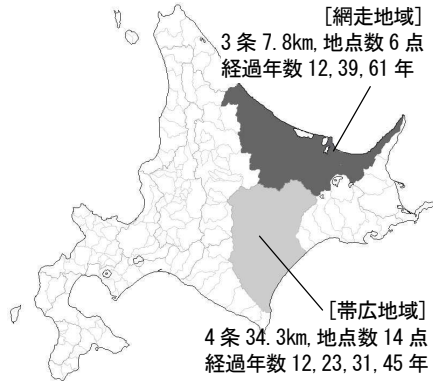 [網走地域]
3 条 7.8km, 地点数 6 点
経過年数 12, 39, 61 年
[帯広地域]
4 条 34.3km, 地点数 14 点
経過年数 12, 23, 31, 45 年